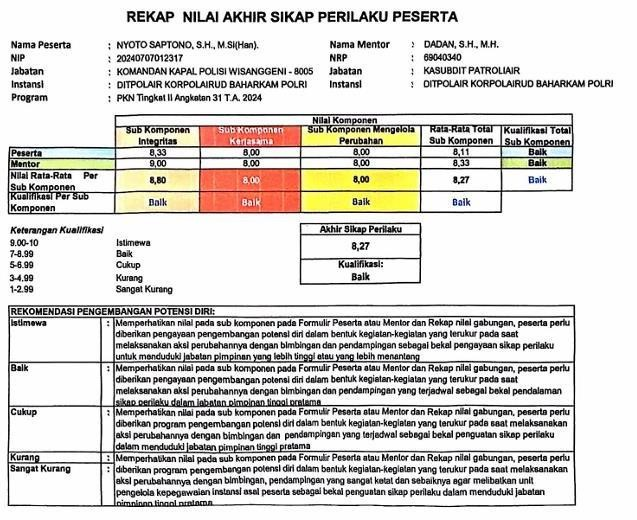 REKAP NILAI AKHIR SIKAP PERILAKU PESERTA
Nama Peserta : NYOTO SAPTONO, S.H., M.Si(Han). Nama Mentor : DADAN, S.H., M.H.
NIP : 20240707012317 NRP : 69040340
Jabatan : KOMANDAN KAPAL POLISI WISANGGENI - 8005 Jabatan : KASUBDIT PATROLIAIR
Instansi : DITPOLAIR KORPOLAIRUD BAHARKAM POLRI Instansi : DITPOLAIR KORPOLAIRUD BAHARKAM POLRI
Program : PKN Tingkat II Angkatan 31 T.A. 2024
Nilai Komponen
Sub Komponen Integritas Sub Komponen Kerjasama Sub Komponen Mengelola Perubahan Rata-Rata Total Sub Komponen Kualifikasi Total Sub Komponen
Peserta 8,33 8,00 8,00 8,11 Baik
Mentor 9,00 8,00 8,00 8,33 Baik
Nilai Rata-Rata Per Sub Komponen 8,80 8,00 8,00 8,27 Baik
Kualifikasi Per Sub Komponen Baik Baik Baik Baik
Keterangan Kualifikasi
9.00-10 Istimewa
7-8.99 Baik
5-6.99 Cukup
3-4.99 Kurang
1-2.99 Sangat Kurang
Akhir Sikap Perilaku
8,27
Kualifikasi:
Baik
REKOMENDASI PENGEMBANGAN POTENSI DIRI:
Istimewa : Memperhatikan nilai pada sub komponen pada Formulir Peserta atau Mentor dan Rekap nilai gabungan, peserta perlu
diberikan pengayaan pengembangan potensi diri dalam bentuk kegiatan-kegiatan yang terukur pada saat
melaksanakan aksi perubahannya dengan bimbingan dan pendampingan sebagai bekal pengayaan sikap perilaku
untuk menduduki jabatan pimpinan yang lebih tinggi atau yang lebih menantang
Baik : Memperhatikan nilai pada sub komponen pada Formulir Peserta atau Mentor dan Rekap nilai gabungan, peserta perlu
diberikan pengayaan pengembangan potensi diri dalam bentuk kegiatan-kegiatan yang terukur pada saat
melaksanakan aksi perubahannya dengan bimbingan dan pendampingan yang terjadwal sebagai bekal pendalaman
sikap perilaku dalam jabatan pimpinan tinggi pratama
Cukup : Memperhatikan nilai pada sub komponen pada Formulir Peserta atau Mentor dan Rekap nilai gabungan, peserta perlu
diberikan program pengembangan potensi diri dalam bentuk kegiatan-kegiatan yang terukur pada saat melaksanakan
aksi perubahannya dengan bimbingan dan pendampingan yang terjadwal sebagai bekal penguatan sikap perilaku
dalam menduduki jabatan pimpinan tinggi pratama
Kurang : Memperhatikan nilai pada sub komponen pada Formulir Peserta atau Mentor dan Rekap nilai gabungan, peserta perlu
Sangat Kurang : diberikan program pengembangan potensi diri dalam bentuk kegiatan-kegiatan yang terukur pada saat melaksanakan
aksi perubahannya dengan bimbingan, pendampingan yang sangat ketat dan sebaiknya agar melibatkan unit
pengelola kepegawaian instansi asal peserta sebagai bekal penguatan sikap perilaku dalam menduduki jabatan
pimpinan tinggi pratama